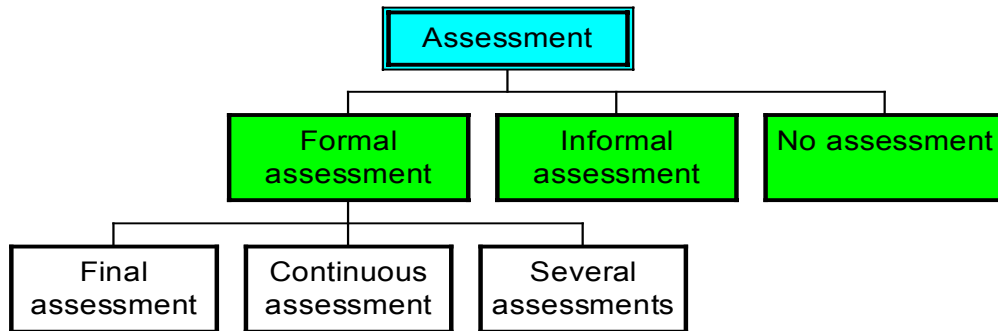 Assessment
Formal
assessment
Informal
assessment
No assessment
Final
assessment
Continuous
assessment
Several
assessments